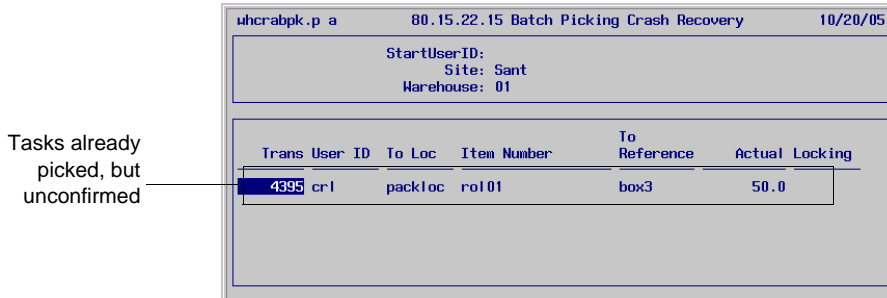 whcrabpk.p a 80.15.22.15 Batch Picking Crash Recovery 10/20/05
StartUserID:
Site: Sant
Warehouse: 01
Tasks already
picked, but
unconfirmed
To
Trans User ID To Loc Item Number Reference Actual Locking
4395 crl packloc rol01 box3 50.0